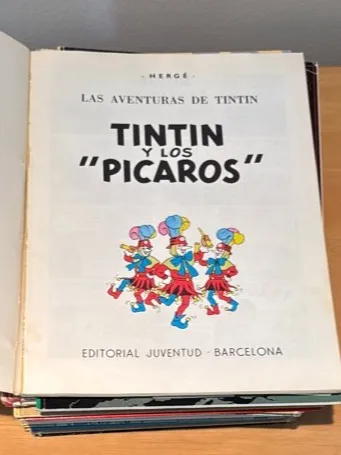 - HERGÉ -
LAS AVENTURAS DE TINTIN
TINTIN
Y LOS
"PICAROS"
EDITORIAL JUVENTUD - BARCELONA